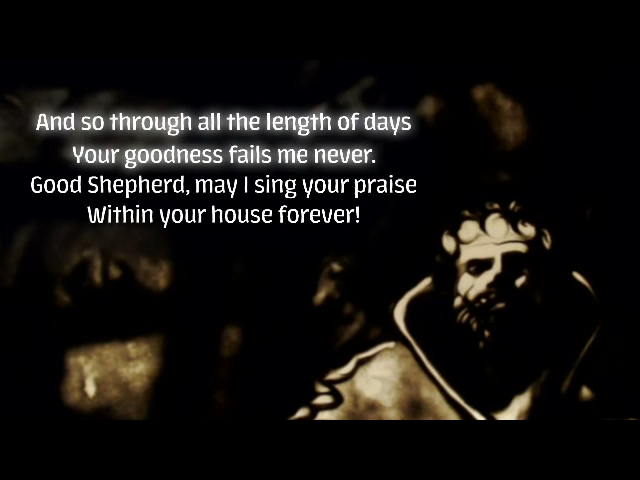 And so through all the length of days
Your goodness fails me never.
Good Shepherd, may I sing your praise
Within your house forever!